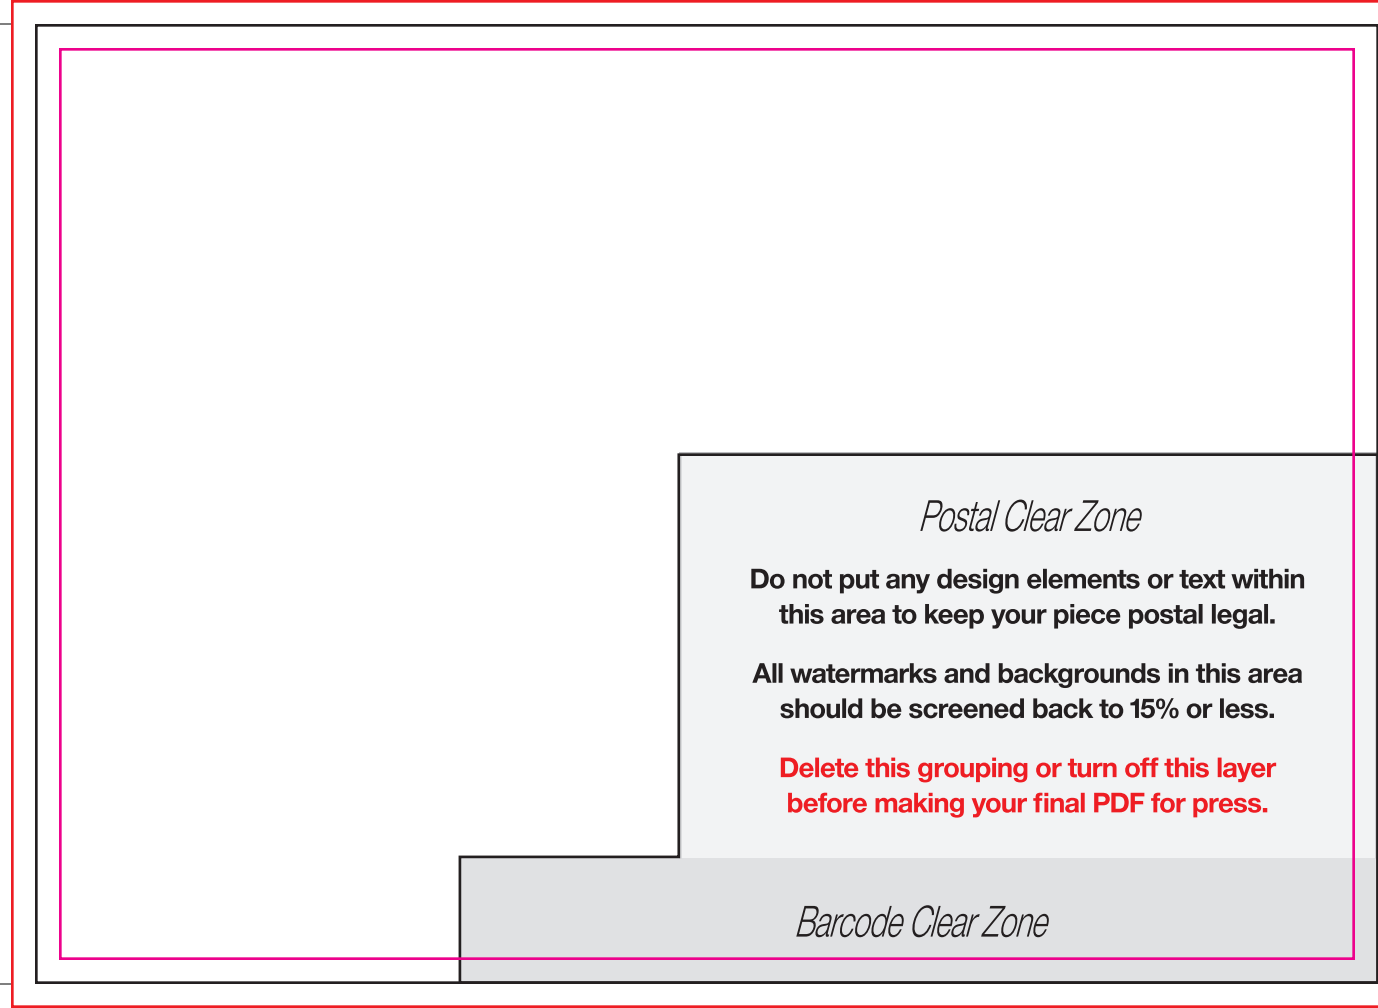 Postal Clear Zone
Do not put any design elements or text within
this area to keep your piece postal legal.
All watermarks and backgrounds in this area
should be screened back to 15% or less.
Delete this grouping or turn off this layer
before making your final PDF for press.
Barcode Clear Zone